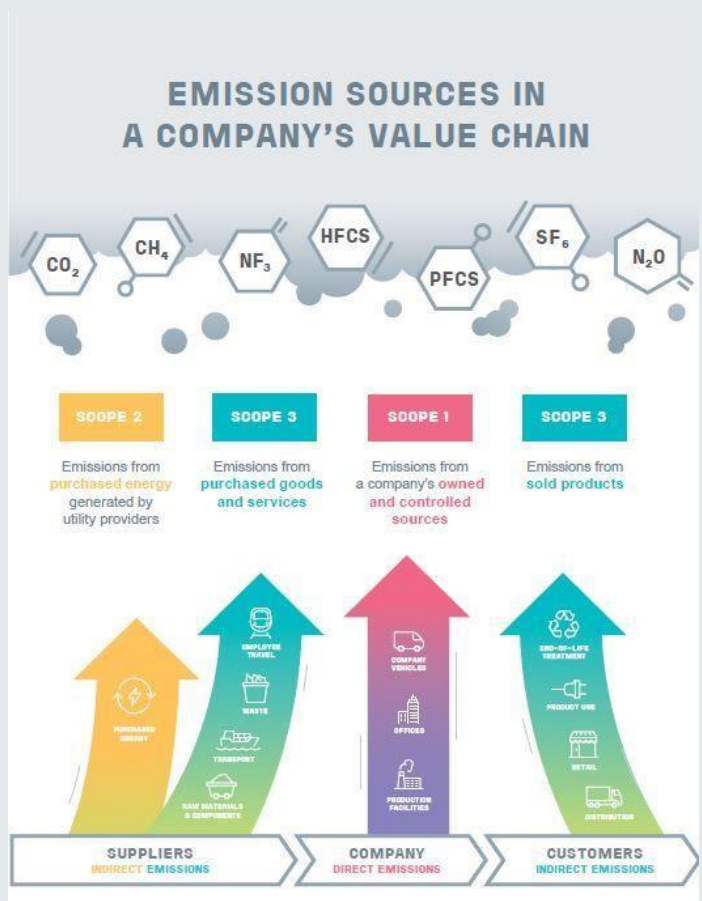 EMISSION SOURCES IN
A COMPANY'S VALUE CHAIN
CO₂
CH₄
NF₃
HFCS
PFCS
SF₆
N₂O
SCOPE 2
Emissions from
purchased energy
generated by
utility providers
SCOPE 3
Emissions from
purchased goods
and services
SCOPE 1
Emissions from
a company's owned
and controlled
sources
SCOPE 3
Emissions from
sold products
PURCHASED
ENERGY
EMPLOYEE
TRAVEL
WASTE
TRANSPORT
RAW MATERIALS
& COMPONENTS
COMPANY
VEHICLES
OFFICES
PRODUCTION
FACILITIES
END-OF-LIFE
TREATMENT
PRODUCT USE
RETAIL
DISTRIBUTION
SUPPLIERS
INDIRECT EMISSIONS
COMPANY
DIRECT EMISSIONS
CUSTOMERS
INDIRECT EMISSIONS